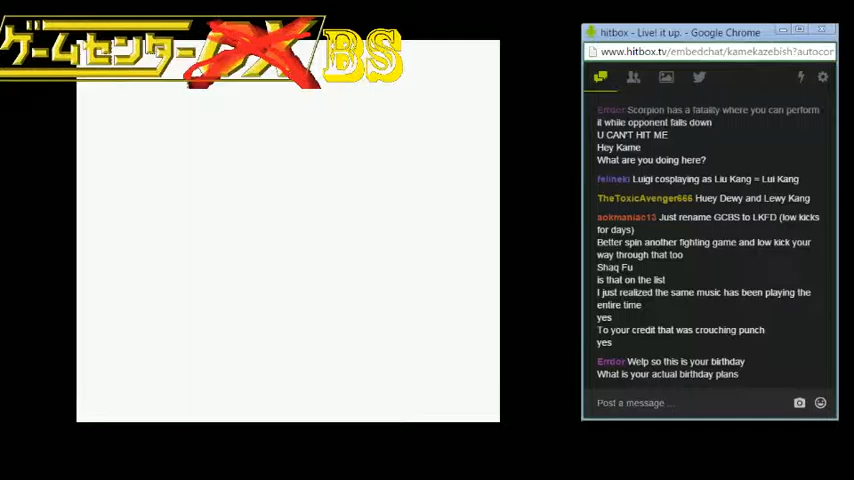 ゲームセンターDX BS
hitbox - Live! it up. - Google Chrome
www.hitbox.tv/embedchat/kamekazebish?autocor
Emtor Scorpion has a fatality where you can perform
it while opponent falls down
U CAN'T HIT ME
Hey Kame
What are you doing here?
felineki Luigi cosplaying as Liu Kang = Lui Kang
TheToxicAvenger666 Huey Dewy and Lewy Kang
aokmaniac13 Just rename GCBS to LKFD (low kicks
for days)
Better spin another fighting game and low kick your
way through that too
Shaq Fu
is that on the list
I just realized the same music has been playing the
entire time
yes
To your credit that was crouching punch
yes
Emtor Welp so this is your birthday
What is your actual birthday plans
Post a message ...